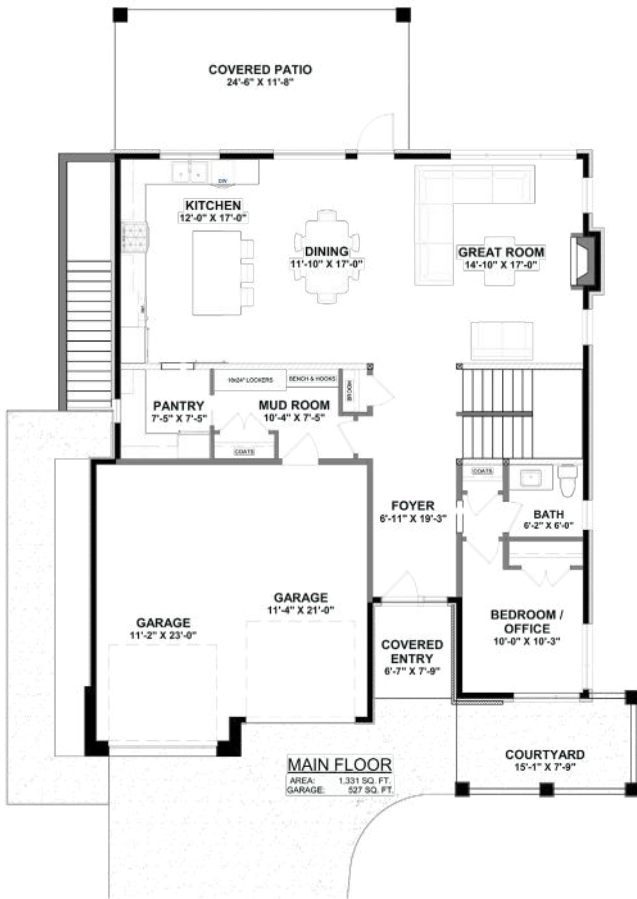 COVERED PATIO
24'-6" X 11'-8"
DW
KITCHEN
12'-0" X 17'-0"
DINING
11'-10" X 17'-0"
GREAT ROOM
14'-10" X 17'-0"
18x24" LOCKERS
BENCH & HOOKS
BROOM
PANTRY
7'-5" X 7'-5"
MUD ROOM
10'-4" X 7'-5"
COATS
COATS
FOYER
6'-11" X 19'-3"
BATH
6'-2" X 6'-0"
GARAGE
11'-4" X 21'-0"
GARAGE
11'-2" X 23'-0"
BEDROOM /
OFFICE
10'-0" X 10'-3"
COVERED
ENTRY
6'-7" X 7'-9"
COURTYARD
15'-1" X 7'-9"
MAIN FLOOR
AREA: 1,331 SQ. FT.
GARAGE: 527 SQ. FT.